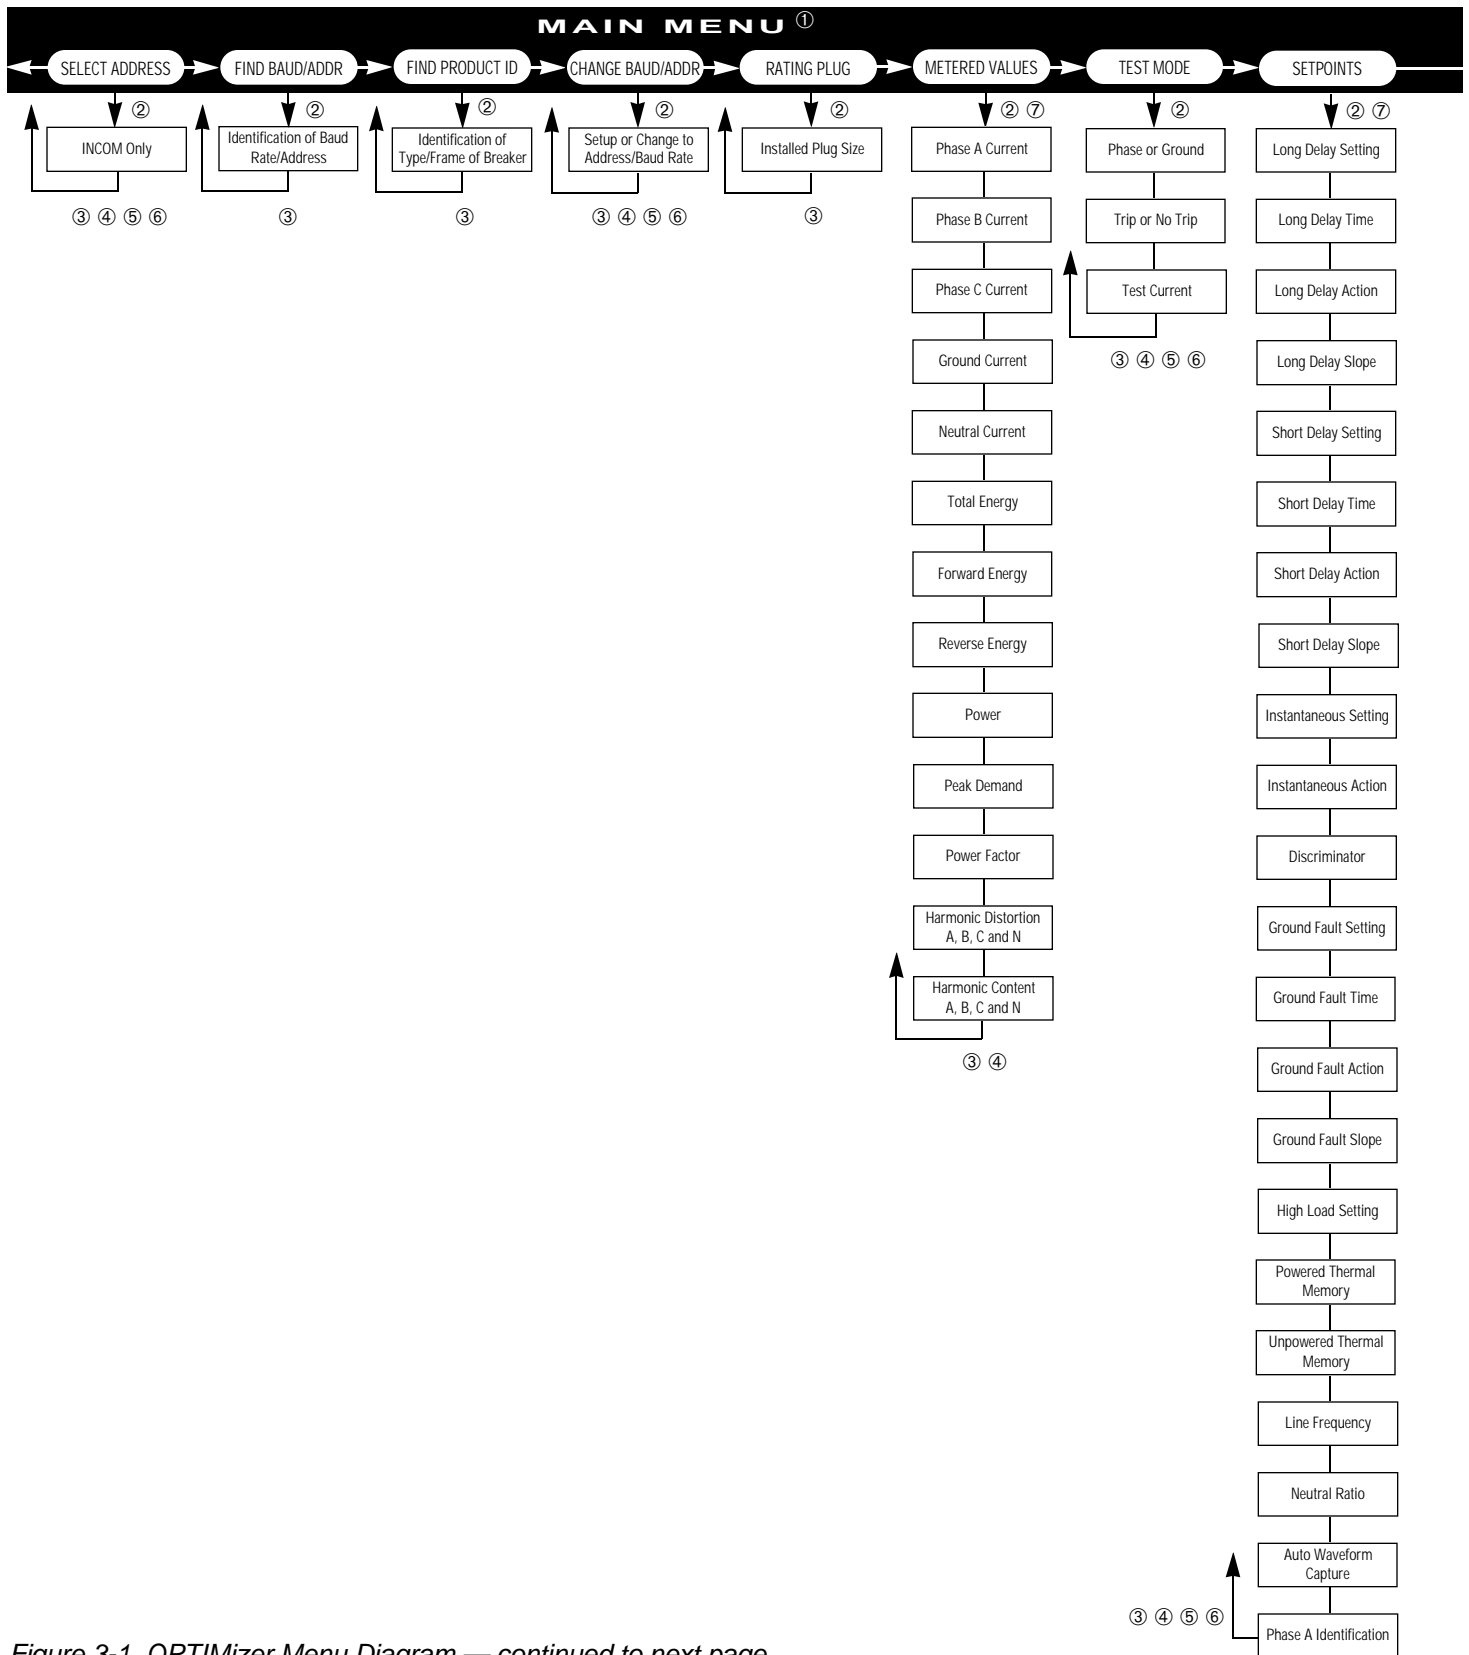 MAIN MENU ①
SELECT ADDRESS
FIND BAUD/ADDR
FIND PRODUCT ID
CHANGE BAUD/ADDR
RATING PLUG
METERED VALUES
TEST MODE
SETPOINTS
②
INCOM Only
③ ④ ⑤ ⑥
②
Identification of Baud
Rate/Address
③
②
Identification of
Type/Frame of Breaker
③
②
Setup or Change to
Address/Baud Rate
③ ④ ⑤ ⑥
②
Installed Plug Size
③
② ⑦
Phase A Current
Phase B Current
Phase C Current
Ground Current
Neutral Current
Total Energy
Forward Energy
Reverse Energy
Power
Peak Demand
Power Factor
Harmonic Distortion
A, B, C and N
Harmonic Content
A, B, C and N
③ ④
②
Phase or Ground
Trip or No Trip
Test Current
③ ④ ⑤ ⑥
② ⑦
Long Delay Setting
Long Delay Time
Long Delay Action
Long Delay Slope
Short Delay Setting
Short Delay Time
Short Delay Action
Short Delay Slope
Instantaneous Setting
Instantaneous Action
Discriminator
Ground Fault Setting
Ground Fault Time
Ground Fault Action
Ground Fault Slope
High Load Setting
Powered Thermal
Memory
Unpowered Thermal
Memory
Line Frequency
Neutral Ratio
Auto Waveform
Capture
Phase A Identification
③ ④ ⑤ ⑥
Figure 3-1 OPTIMizer Menu Diagram — continued to next page